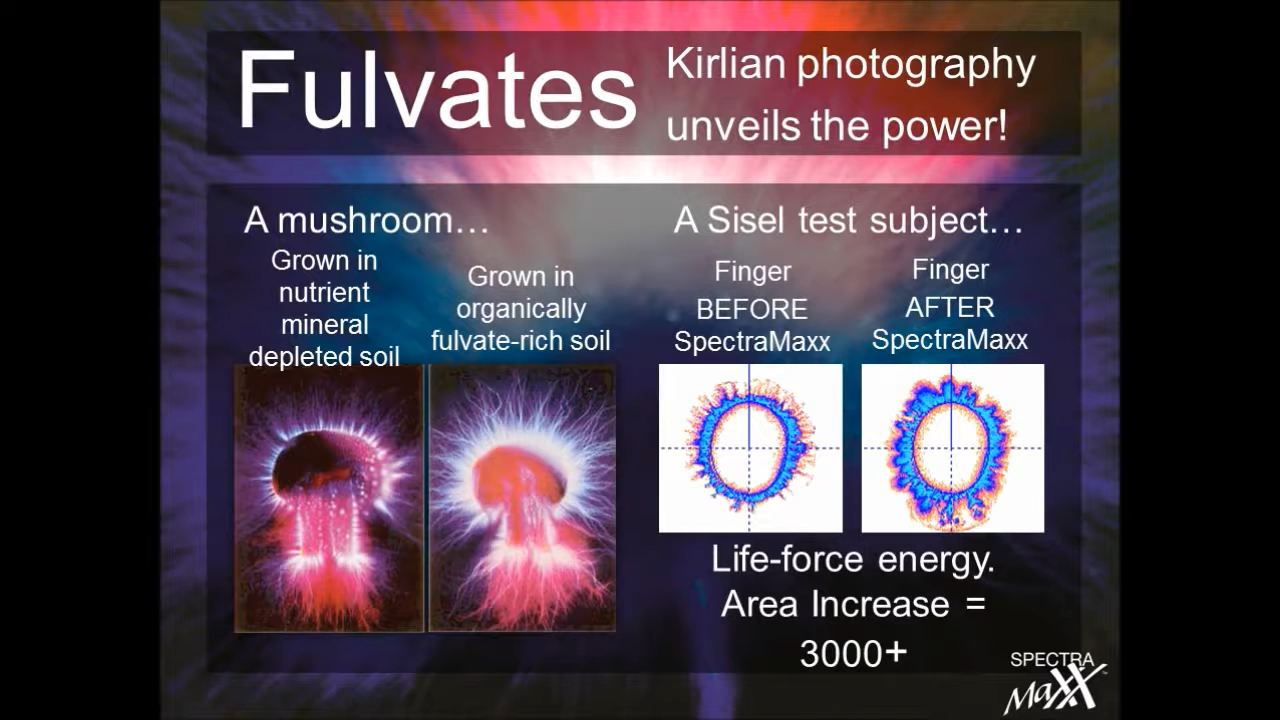 Fulvates
Kirlian photography
unveils the power!
A mushroom…
Grown in
nutrient
mineral
depleted soil
Grown in
organically
fulvate-rich soil
A Sisel test subject…
Finger
BEFORE
SpectraMaxx
Finger
AFTER
SpectraMaxx
Life-force energy.
Area Increase =
3000+
SPECTRA
MaXX™